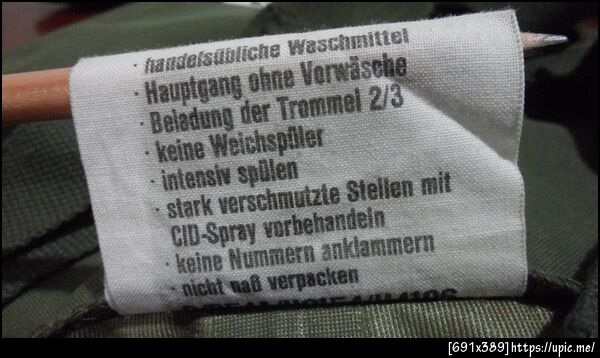 · handelsübliche Waschmittel
· Hauptgang ohne Vorwäsche
· Beladung der Trommel 2/3
· keine Weichspüler
· intensiv spülen
· stark verschmutzte Stellen mit
CID-Spray vorbehandeln
· keine Nummern anklammern
· nicht naß verpacken
[691x389]https://upic.me/